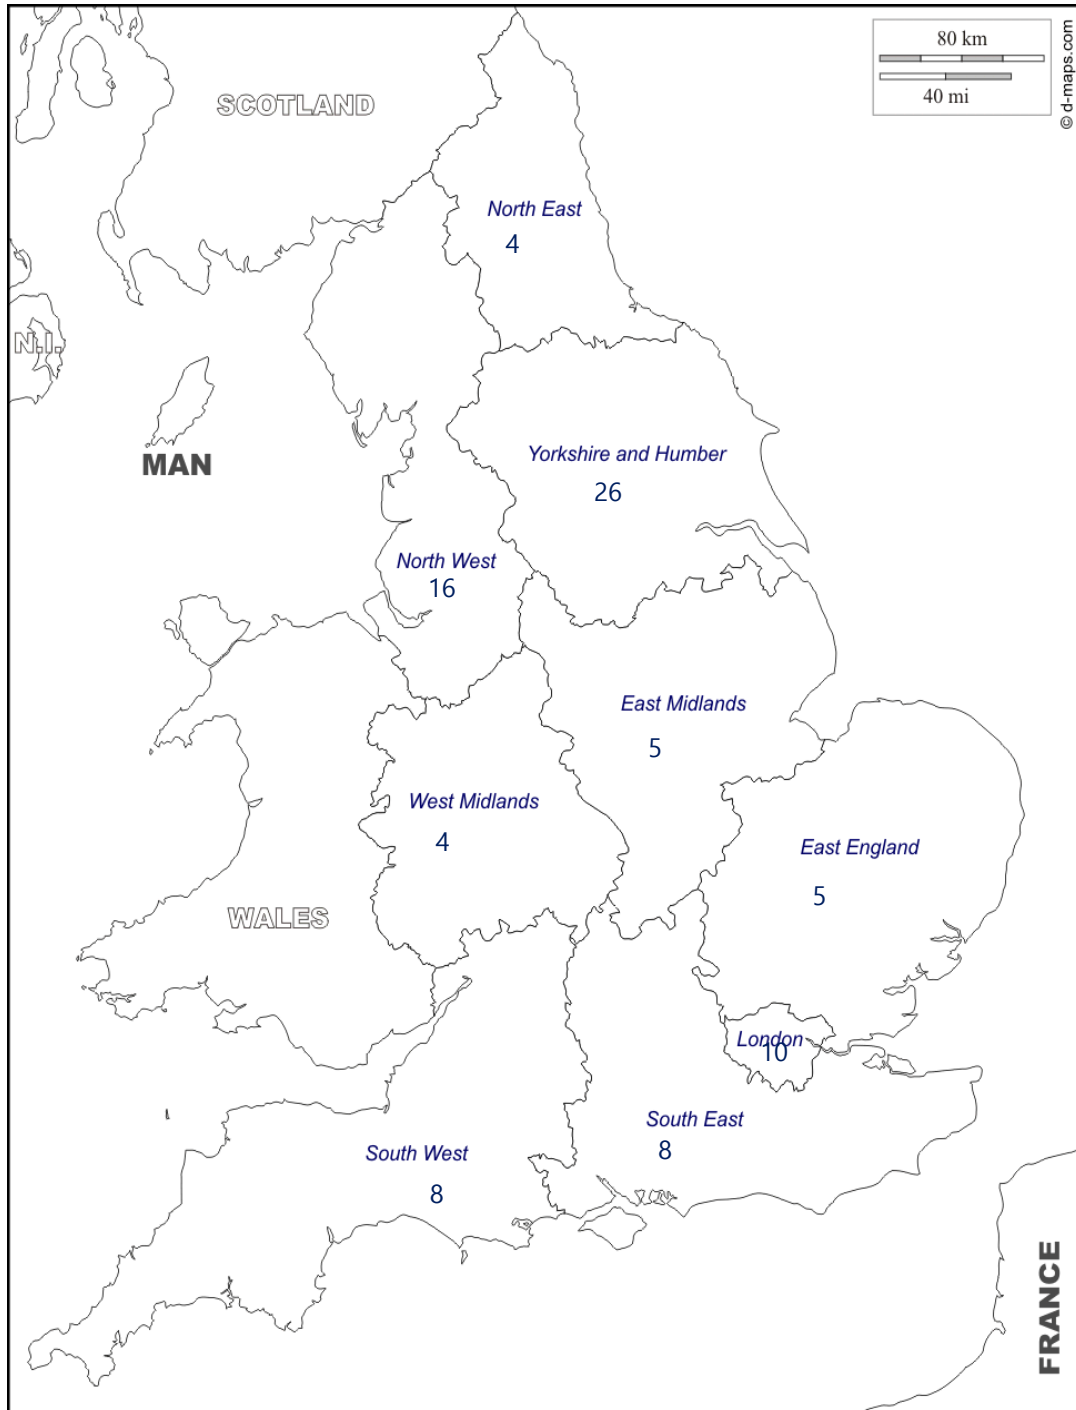 80 km
40 mi
© d-maps.com
SCOTLAND
North East
4
N.I.
MAN
Yorkshire and Humber
26
North West
16
East Midlands
5
West Midlands
4
East England
5
WALES
London
10
South East
8
South West
8
FRANCE